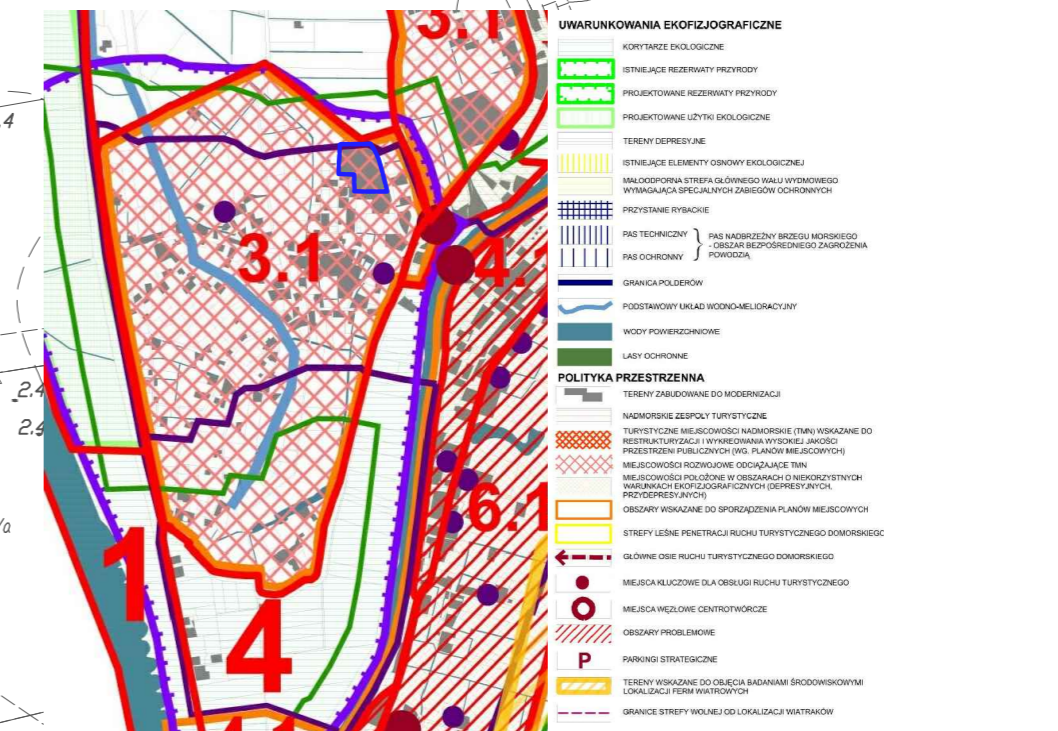 3.1
.4
3.1
4.1
2.4
2.4
6.1
1
4
UWARUNKOWANIA EKOFIZJOGRAFICZNE
KORYTARZE EKOLOGICZNE
ISTNIEJĄCE REZERWATY PRZYRODY
PROJEKTOWANE REZERWATY PRZYRODY
PROJEKTOWANE UŻYTKI EKOLOGICZNE
TERENY DEPRESYJNE
ISTNIEJĄCE ELEMENTY OSNOWY EKOLOGICZNEJ
MAŁOODPORNA STREFA GŁÓWNEGO WAŁU WYDMOWEGO
WYMAGAJĄCA SPECJALNYCH ZABIEGÓW OCHRONNYCH
PRZYSTANIE RYBACKIE
PAS TECHNICZNY
PAS OCHRONNY
PAS NADBRZEŻNY BRZEGU MORSKIEGO
- OBSZAR BEZPOŚREDNIEGO ZAGROŻENIA
POWODZIĄ
GRANICA POLDERÓW
PODSTAWOWY UKŁAD WODNO-MELIORACYJNY
WODY POWIERZCHNIOWE
LASY OCHRONNE
POLITYKA PRZESTRZENNA
TERENY ZABUDOWANE DO MODERNIZACJI
NADMORSKIE ZESPOŁY TURYSTYCZNE
TURYSTYCZNE MIEJSCOWOŚCI NADMORSKIE (TMN) WSKAZANE DO
RESTRUKTURYZACJI I WYKREOWANIA WYSOKIEJ JAKOŚCI
PRZESTRZENI PUBLICZNYCH (WG. PLANÓW MIEJSCOWYCH)
MIEJSCOWOŚCI ROZWOJOWE ODCIĄŻAJĄCE TMN
MIEJSCOWOŚCI POŁOŻONE W OBSZARACH O NIEKORZYSTNYCH
WARUNKACH EKOFIZJOGRAFICZNYCH (DEPRESYJNYCH,
PRZYDEPRESYJNYCH)
OBSZARY WSKAZANE DO SPORZĄDZENIA PLANÓW MIEJSCOWYCH
STREFY LEŚNE PENETRACJI RUCHU TURYSTYCZNEGO DOMORSKIEGO
GŁÓWNE OSIE RUCHU TURYSTYCZNEGO DOMORSKIEGO
MIEJSCA KLUCZOWE DLA OBSŁUGI RUCHU TURYSTYCZNEGO
MIEJSCA WĘZŁOWE CENTROTWÓRCZE
OBSZARY PROBLEMOWE
P PARKINGI STRATEGICZNE
TERENY WSKAZANE DO OBJĘCIA BADANIAMI ŚRODOWISKOWYMI
LOKALIZACJI FERM WIATROWYCH
GRANICE STREFY WOLNEJ OD LOKALIZACJI WIATRAKÓW